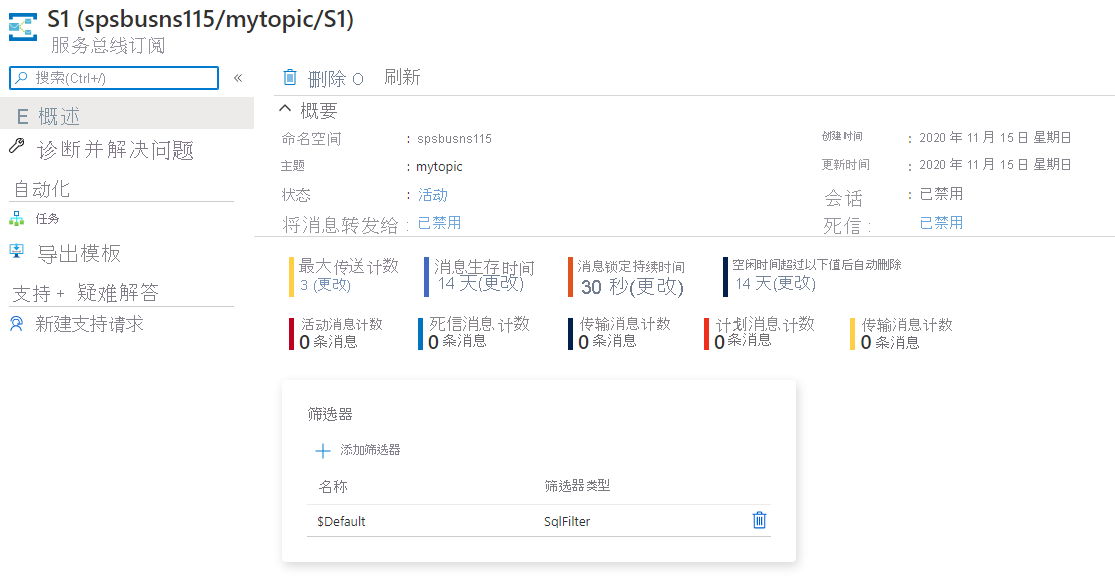 S1 (spsbusns115/mytopic/S1)
服务总线订阅
搜索(Ctrl+/)
«
删除 O 刷新
E 概述
诊断并解决问题
自动化
任务
导出模板
支持 + 疑难解答
新建支持请求
概要
命名空间 : spsbusns115
创建时间 : 2020 年 11 月 15 日 星期日
主题 : mytopic
更新时间 : 2020 年 11 月 15 日 星期日
状态 : 活动
会话 : 已禁用
将消息转发给 : 已禁用
死信 : 已禁用
最大传送计数 消息生存时间 消息锁定持续时间 空闲时间超过以下值后自动删除
3 (更改) 14 天(更改) 30 秒(更改) 14 天(更改)
活动消息计数 死信消息计数 传输消息计数 计划消息计数 传输消息计数
0 条消息 0 条消息 0 条消息 0 条消息 0 条消息
筛选器
添加筛选器
名称 筛选器类型
$Default SqlFilter